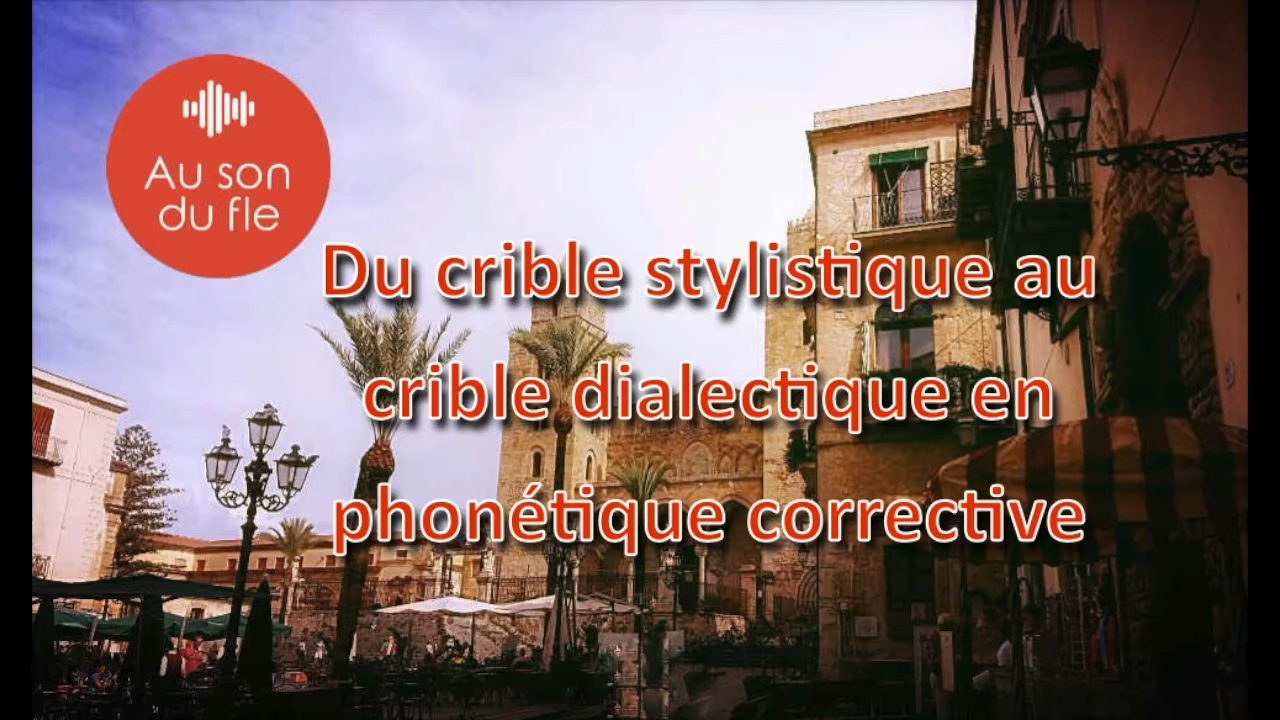 Au son
du fle
Du crible stylistique au
crible dialectique en
phonétique corrective